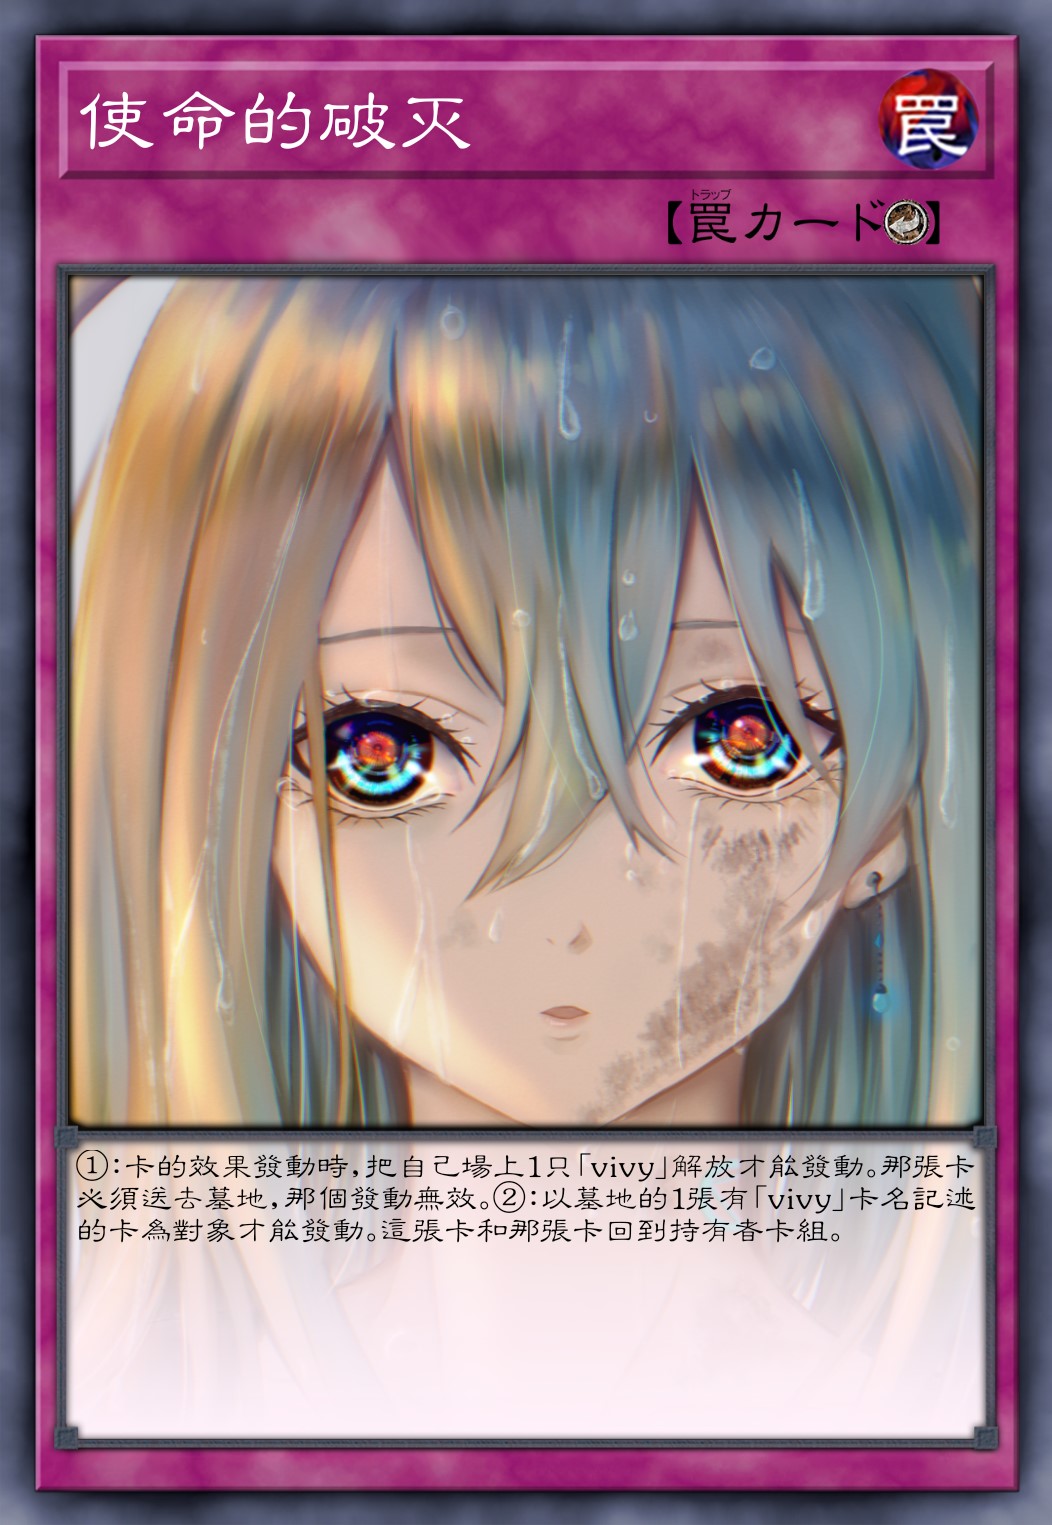 使命的破灭
罠
トラップ
【罠カード】
①:卡的效果發動時,把自己場上1只「vivy」解放才能發動。那張卡
必須送去墓地,那個發動無效。②:以墓地的1張有「vivy」卡名記述
的卡為對象才能發動。這張卡和那張卡回到持有者卡組。